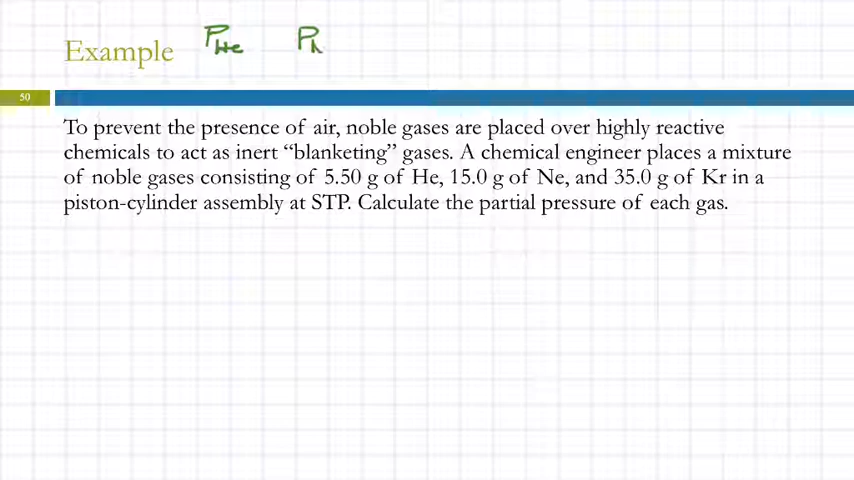 Example P_He P
50
To prevent the presence of air, noble gases are placed over highly reactive
chemicals to act as inert “blanketing” gases. A chemical engineer places a mixture
of noble gases consisting of 5.50 g of He, 15.0 g of Ne, and 35.0 g of Kr in a
piston-cylinder assembly at STP. Calculate the partial pressure of each gas.